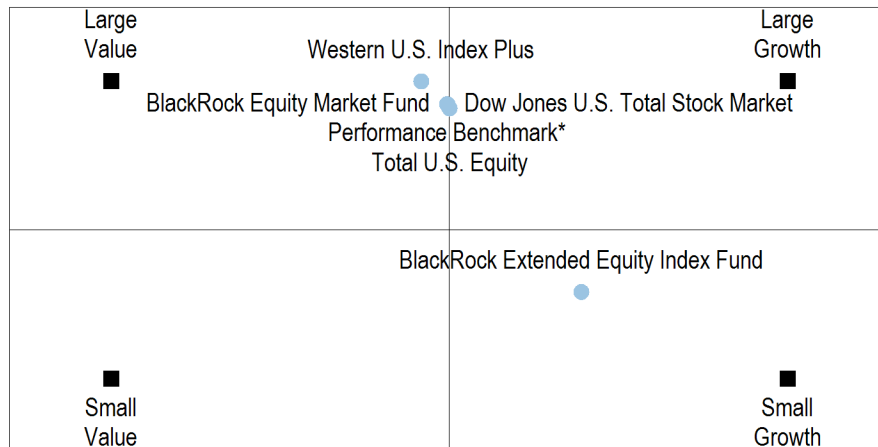 Large
Value
Large
Growth
Western U.S. Index Plus
BlackRock Equity Market Fund
Dow Jones U.S. Total Stock Market
Performance Benchmark*
Total U.S. Equity
BlackRock Extended Equity Index Fund
Small
Value
Small
Growth